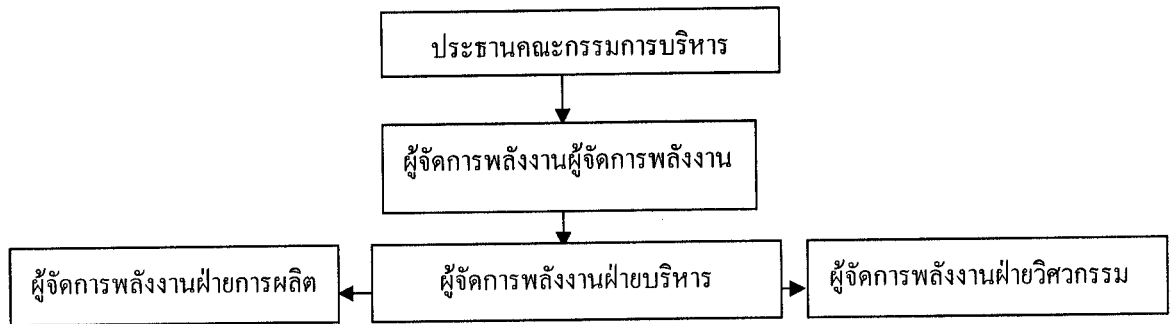 ประธานคณะกรรมการบริหาร
ผู้จัดการพลังงานผู้จัดการพลังงาน
ผู้จัดการพลังงานฝ่ายการผลิต
ผู้จัดการพลังงานฝ่ายบริหาร
ผู้จัดการพลังงานฝ่ายวิศวกรรม